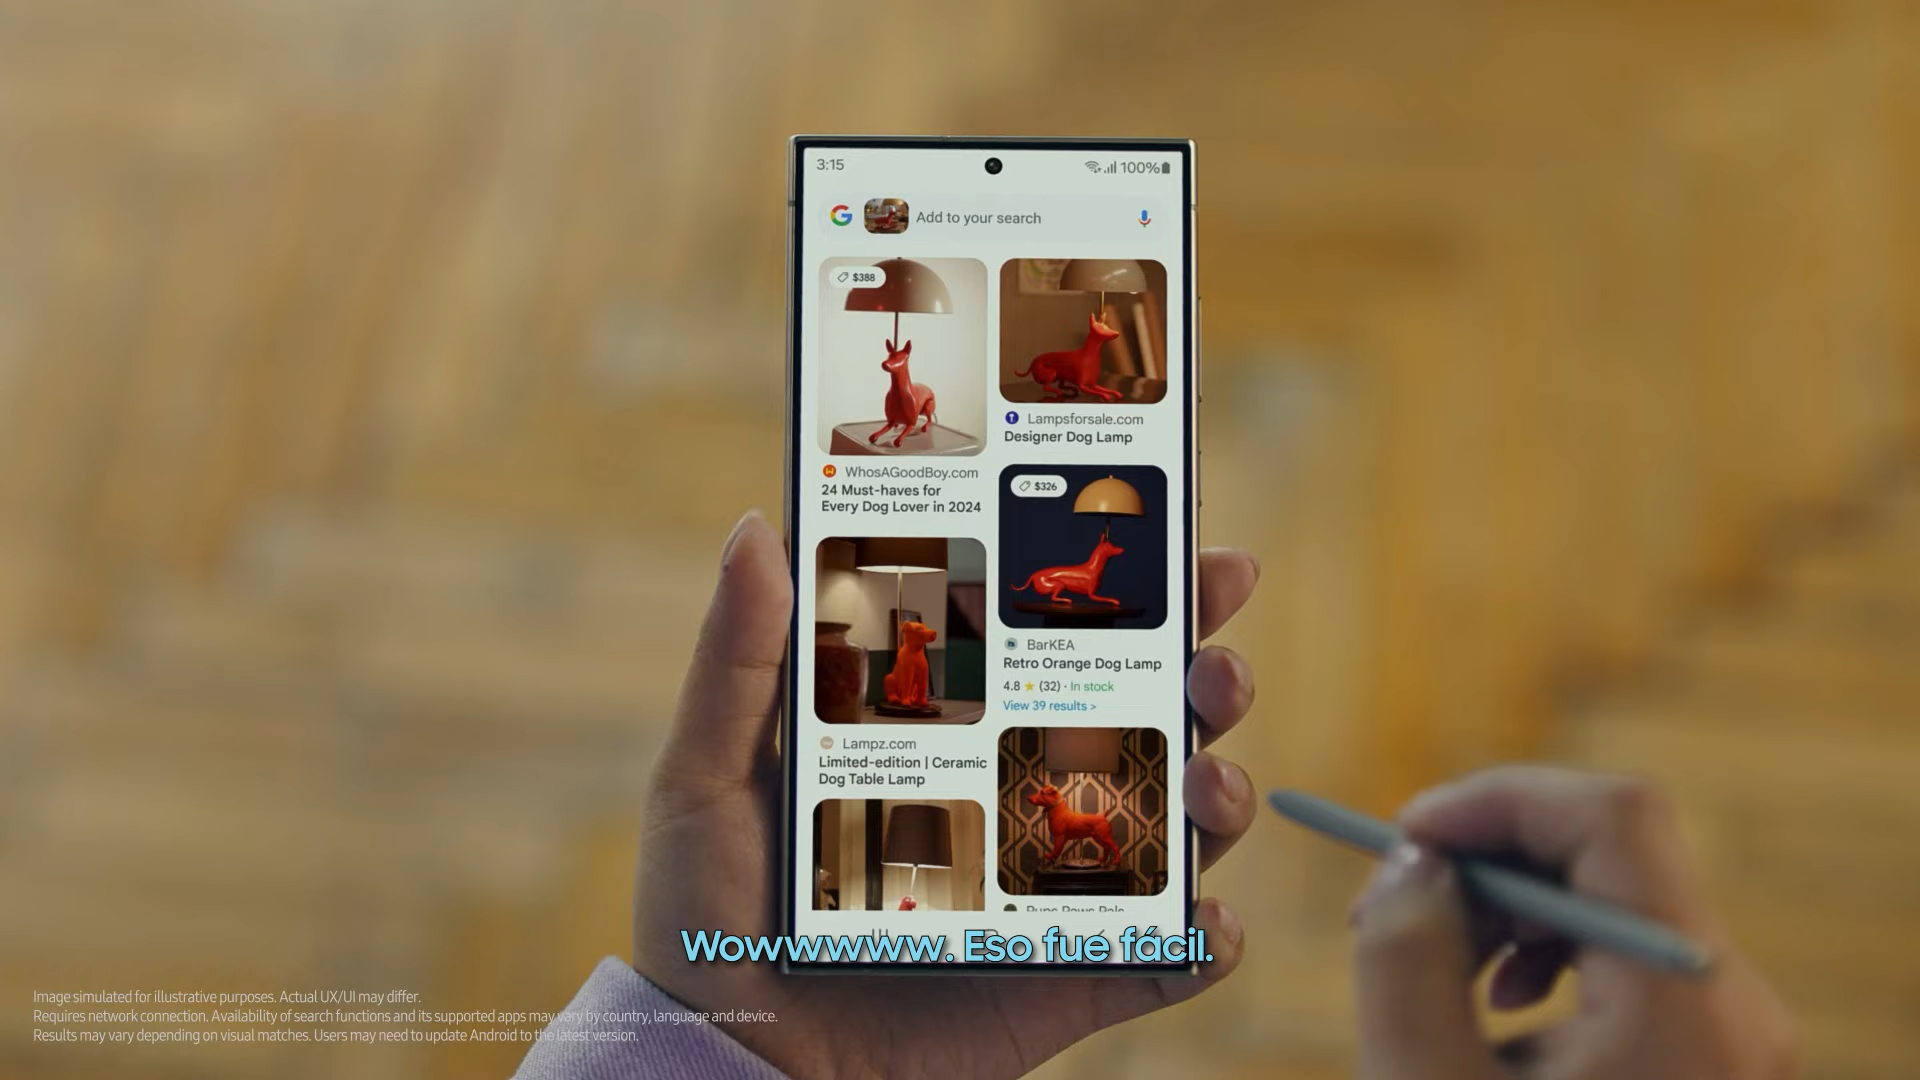 3:15
100%
G
Add to your search
$388
WhosAGoodBoy.com
24 Must-haves for
Every Dog Lover in 2024
Lampz.com
Limited-edition | Ceramic
Dog Table Lamp
Lampsforsale.com
Designer Dog Lamp
$326
BarKEA
Retro Orange Dog Lamp
4.8 ★ (32) · In stock
View 39 results >
Pups Paws Pals
Wowwwwww. Eso fue fácil.
Image simulated for illustrative purposes. Actual UX/UI may differ.
Requires network connection. Availability of search functions and its supported apps may vary by country, language and device.
Results may vary depending on visual matches. Users may need to update Android to the latest version.